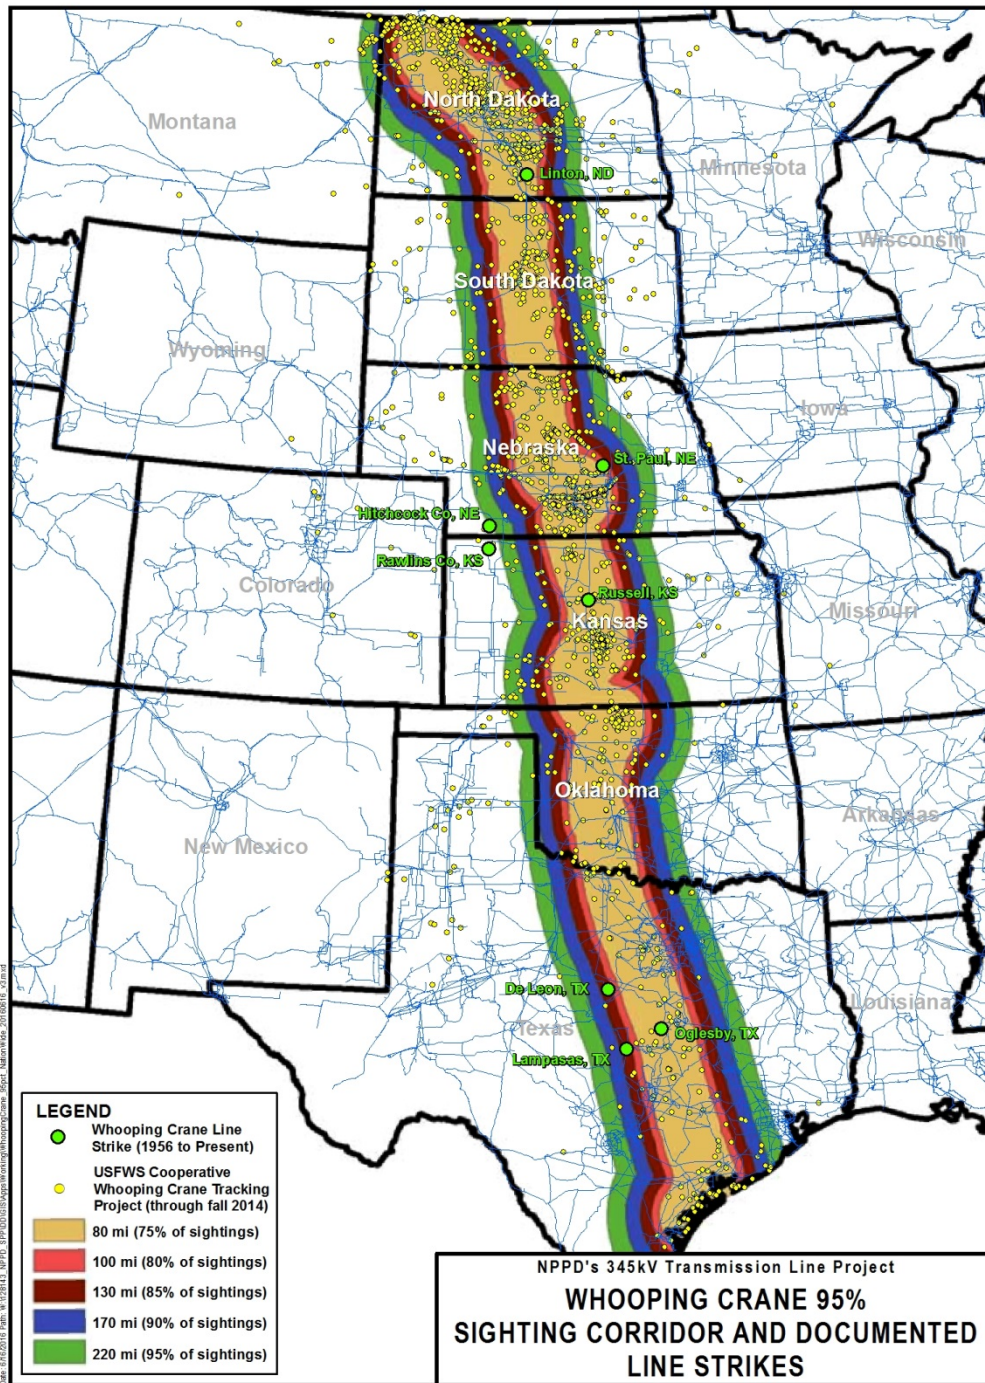 North Dakota
Montana
Minnesota
Linton, ND
Wisconsin
South Dakota
Wyoming
Iowa
Nebraska
St. Paul, NE
Hitchcock Co, NE
Rawlins Co, KS
Colorado
Russell, KS
Kansas
Missouri
Oklahoma
Arkansas
New Mexico
De Leon, TX
Louisiana
Texas
Oglesby, TX
Lampasas, TX
LEGEND
Whooping Crane Line
Strike (1956 to Present)
USFWS Cooperative
Whooping Crane Tracking
Project (through fall 2014)
80 mi (75% of sightings)
100 mi (80% of sightings)
130 mi (85% of sightings)
170 mi (90% of sightings)
220 mi (95% of sightings)
NPPD's 345kV Transmission Line Project
WHOOPING CRANE 95%
SIGHTING CORRIDOR AND DOCUMENTED
LINE STRIKES